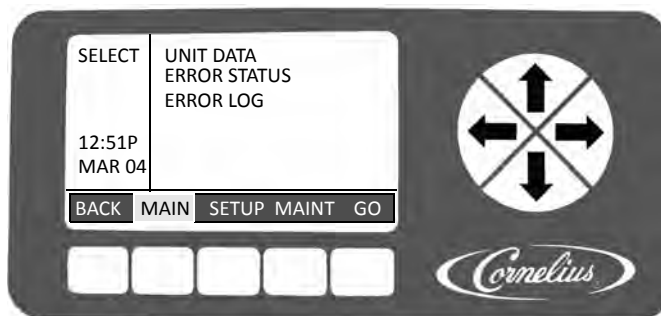 SELECT
12:51P
MAR 04
UNIT DATA
ERROR STATUS
ERROR LOG
BACK MAIN SETUP MAINT GO
Cornelius